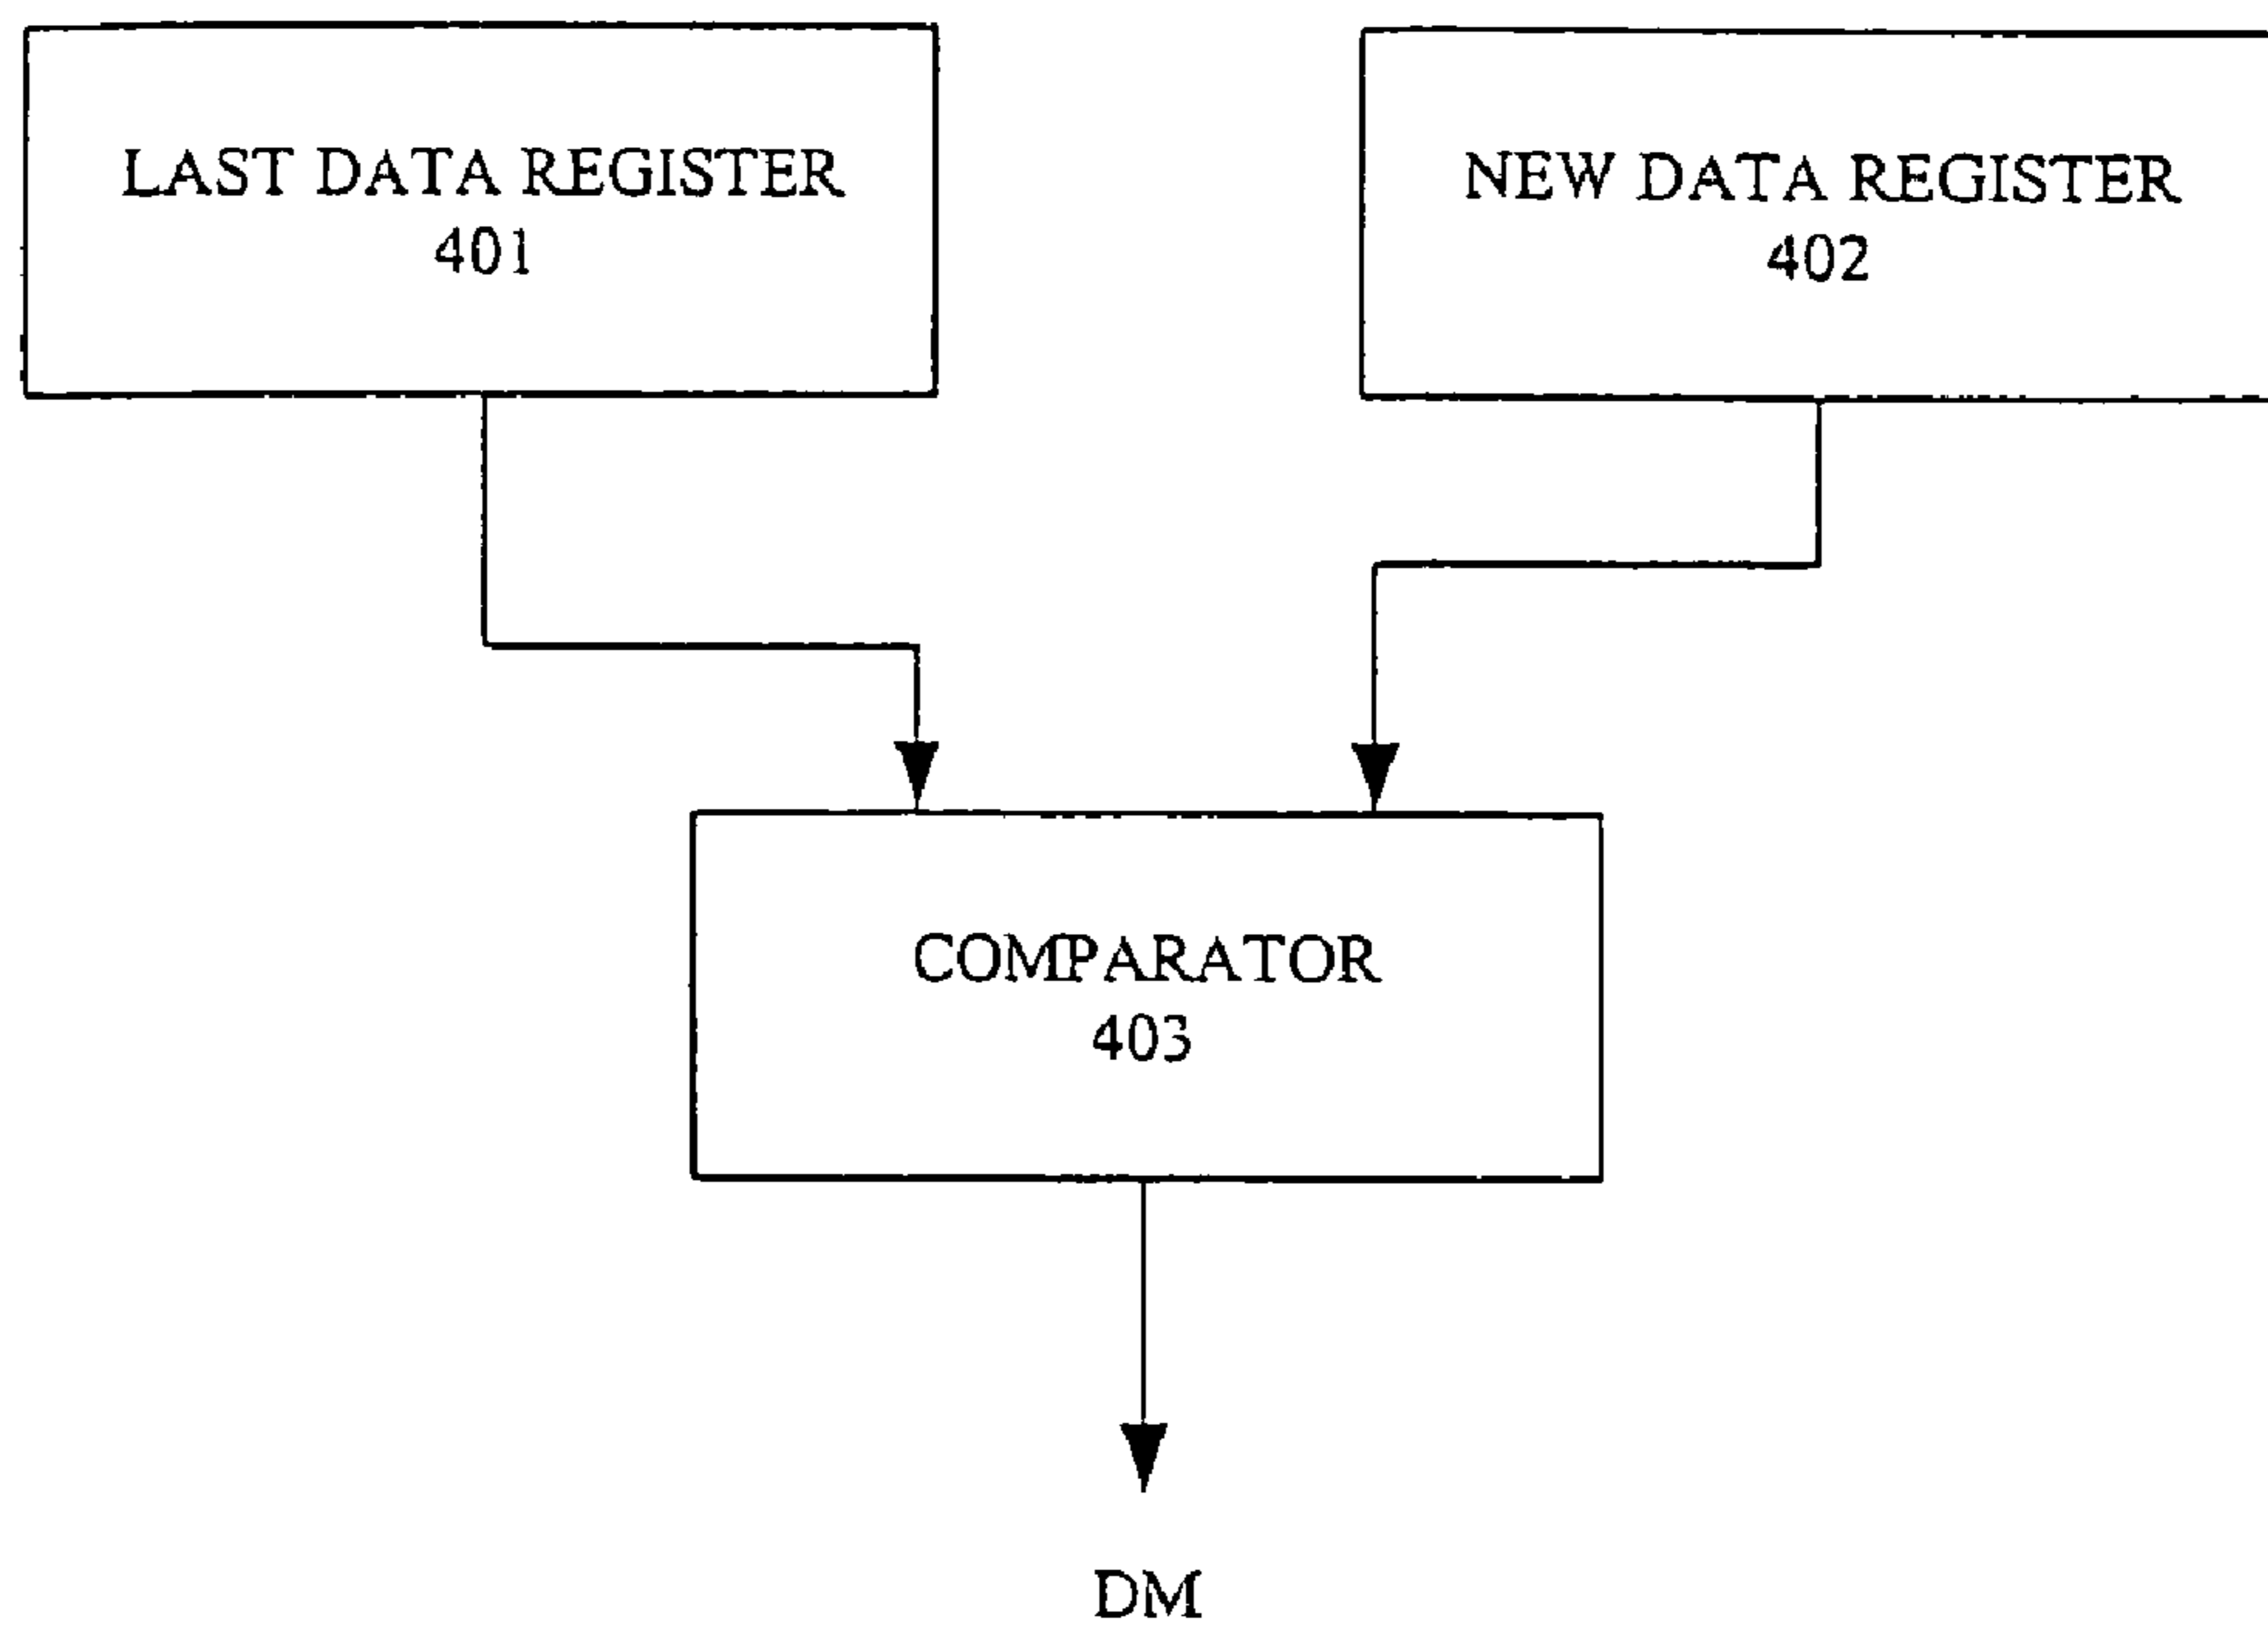 LAST DATA REGISTER
401
NEW DATA REGISTER
402
COMPARATOR
403
DM